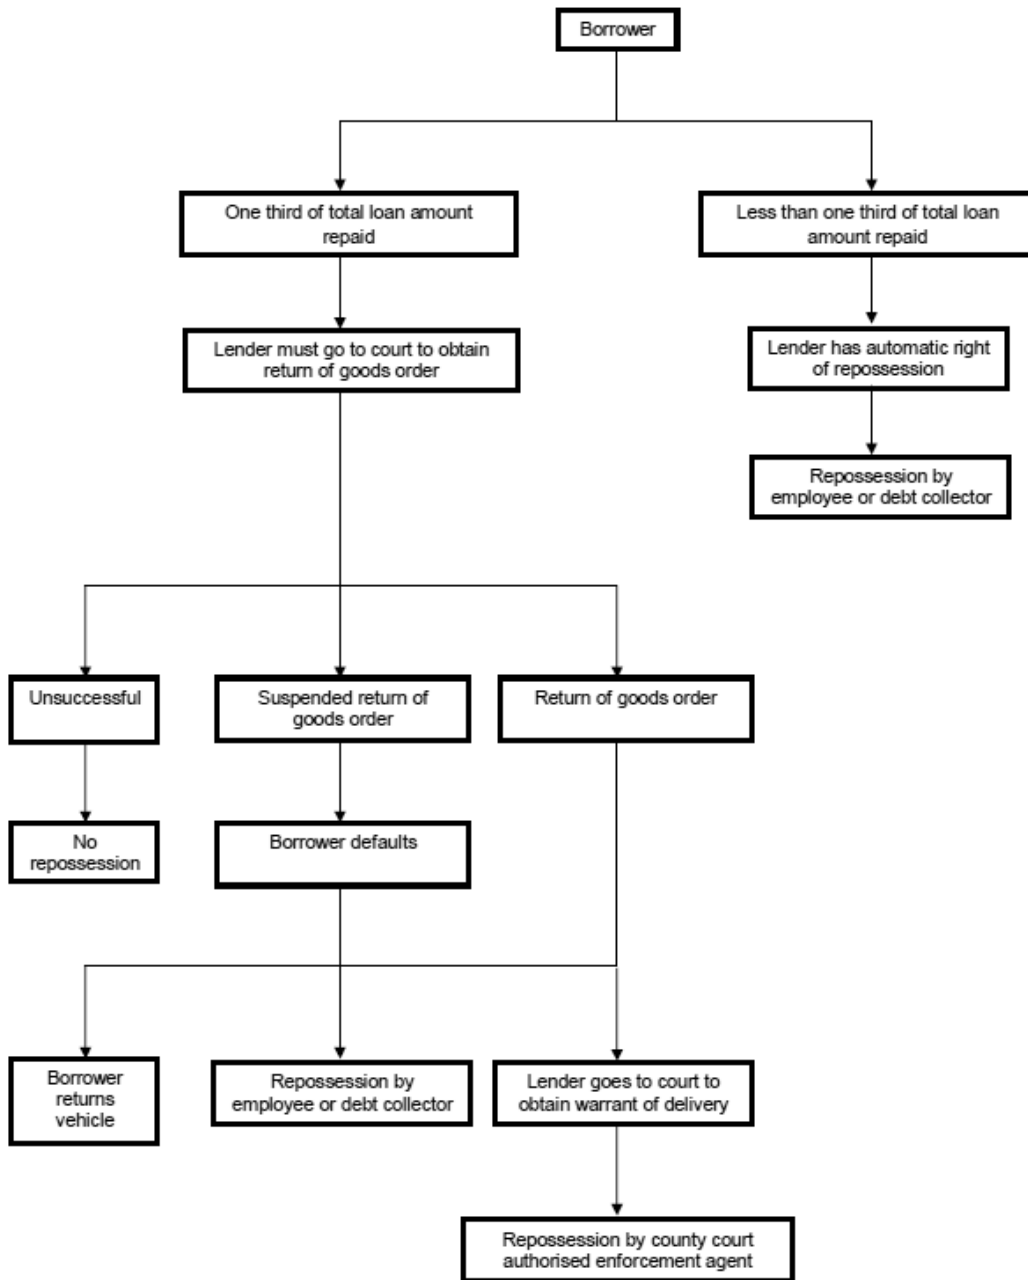 Borrower
One third of total loan amount
repaid
Less than one third of total loan
amount repaid
Lender must go to court to obtain
return of goods order
Lender has automatic right
of repossession
Repossession by
employee or debt collector
Unsuccessful
Suspended return of
goods order
Return of goods order
No
repossession
Borrower defaults
Borrower
returns
vehicle
Repossession by
employee or debt collector
Lender goes to court to
obtain warrant of delivery
Repossession by county court
authorised enforcement agent